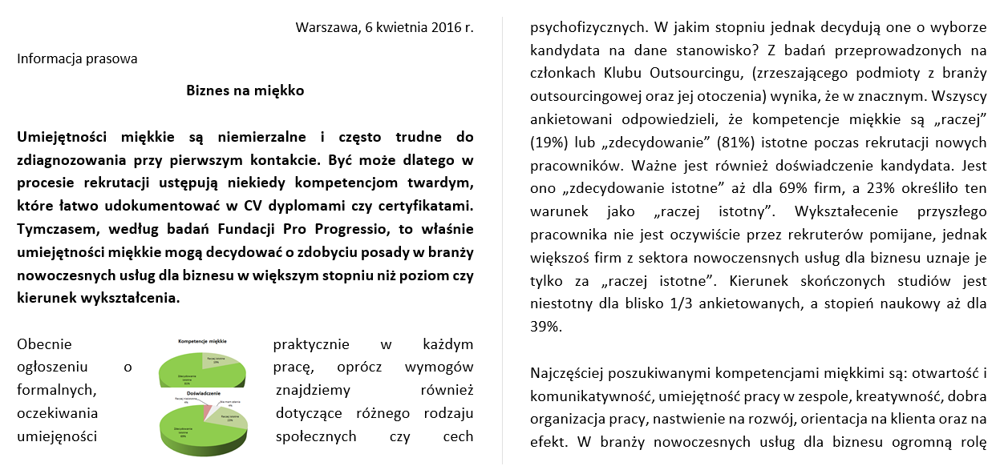 Warszawa, 6 kwietnia 2016 r.
Informacja prasowa
Biznes na miękko
Umiejętności miękkie są niemierzalne i często trudne do
zdiagnozowania przy pierwszym kontakcie. Być może dlatego w
procesie rekrutacji ustępują niekiedy kompetencjom twardym,
które łatwo udokumentować w CV dyplomami czy certyfikatami.
Tymczasem, według badań Fundacji Pro Progressio, to właśnie
umiejętności miękkie mogą decydować o zdobyciu posady w branży
nowoczesnych usług dla biznesu w większym stopniu niż poziom czy
kierunek wykształcenia.
Obecnie praktycznie w każdym
ogłoszeniu o pracę, oprócz wymogów
formalnych, znajdziemy również
oczekiwania dotyczące różnego rodzaju
umiejęności społecznych czy cech
Kompetencje miękkie
Raczej istotne
19%
Zdecydowanie
istotne
81%
Doświadczenie
Raczej nieistotne
4%
Nie mam zdania
4%
Raczej istotne
23%
Zdecydowanie
istotne
69%
psychofizycznych. W jakim stopniu jednak decydują one o wyborze
kandydata na dane stanowisko? Z badań przeprowadzonych na
członkach Klubu Outsourcingu, (zrzeszającego podmioty z branży
outsourcingowej oraz jej otoczenia) wynika, że w znacznym. Wszyscy
ankietowani odpowiedzieli, że kompetencje miękkie są „raczej”
(19%) lub „zdecydowanie” (81%) istotne poczas rekrutacji nowych
pracowników. Ważne jest również doświadczenie kandydata. Jest
ono „zdecydowanie istotne” aż dla 69% firm, a 23% określiło ten
warunek jako „raczej istotny”. Wykształecenie przyszłego
pracownika nie jest oczywiście przez rekruterów pomijane, jednak
większoś firm z sektora nowoczensnych usług dla biznesu uznaje je
tylko za „raczej istotne”. Kierunek skończonych studiów jest
niestotny dla blisko 1/3 ankietowanych, a stopień naukowy aż dla
39%.
Najczęściej poszukiwanymi kompetencjami miękkimi są: otwartość i
komunikatywność, umiejętność pracy w zespole, kreatywność, dobra
organizacja pracy, nastwienie na rozwój, orientacja na klienta oraz na
efekt. W branży nowoczesnych usług dla biznesu ogromną rolę